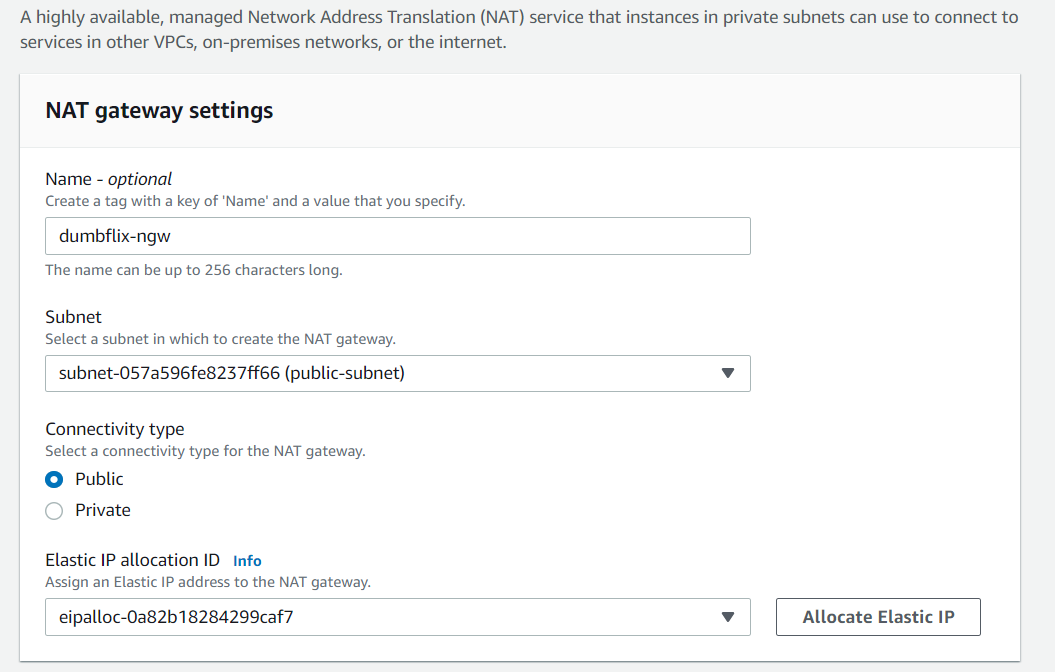 A highly available, managed Network Address Translation (NAT) service that instances in private subnets can use to connect to
services in other VPCs, on-premises networks, or the internet.
NAT gateway settings
Name - optional
Create a tag with a key of 'Name' and a value that you specify.
dumbflix-ngw
The name can be up to 256 characters long.
Subnet
Select a subnet in which to create the NAT gateway.
subnet-057a596fe8237ff66 (public-subnet)
Connectivity type
Select a connectivity type for the NAT gateway.
Public
Private
Elastic IP allocation ID Info
Assign an Elastic IP address to the NAT gateway.
eipalloc-0a82b18284299caf7
Allocate Elastic IP